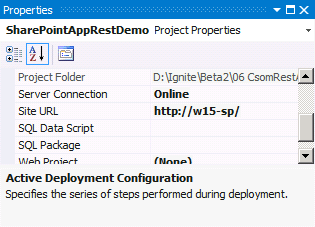 Properties
SharePointAppRestDemo Project Properties
Project Folder D:\Ignite\Beta2\06 CsomRestA
Server Connection Online
Site URL http://w15-sp/
SQL Data Script
SQL Package
Web Project (None)
Active Deployment Configuration
Specifies the series of steps performed during deployment.